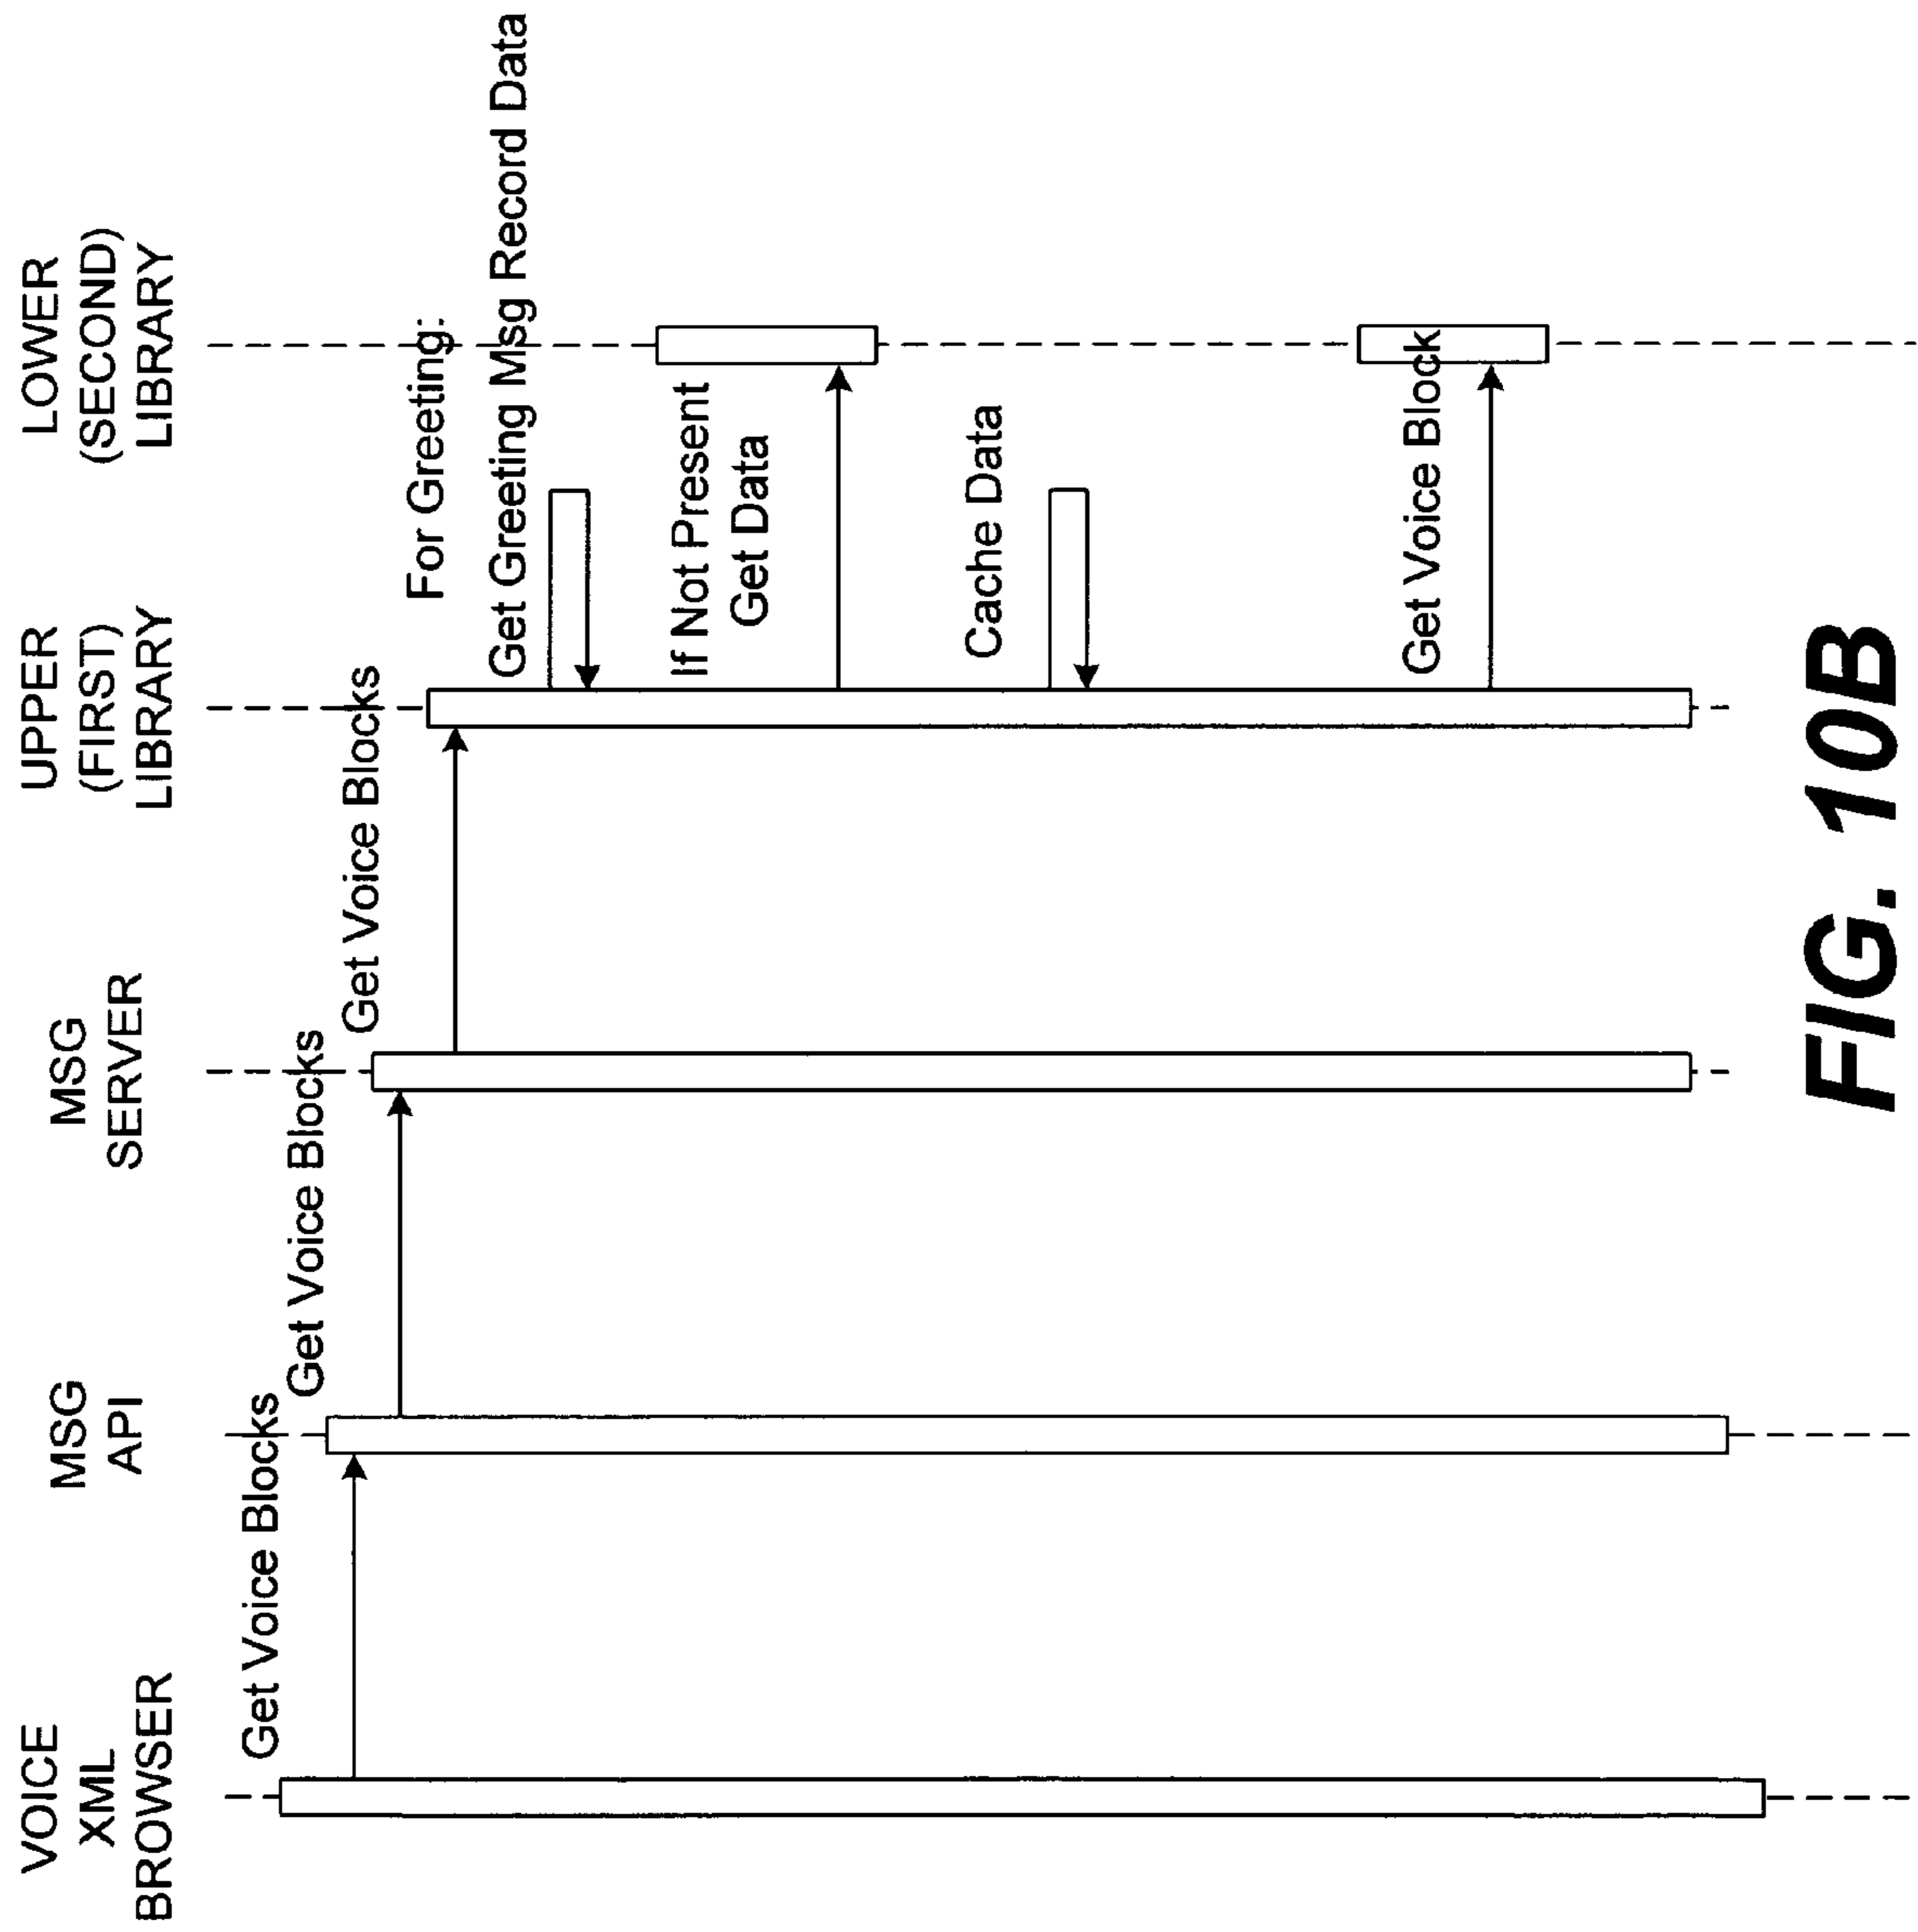 VOICE
XML
BROWSER
MSG
API
MSG
SERVER
UPPER
(FIRST)
LIBRARY
LOWER
(SECOND)
LIBRARY
Get Voice Blocks
Get Voice Blocks
Get Voice Blocks
For Greeting:
Get Greeting Msg Record Data
If Not Present
Get Data
Cache Data
Get Voice Block
FIG. 10B